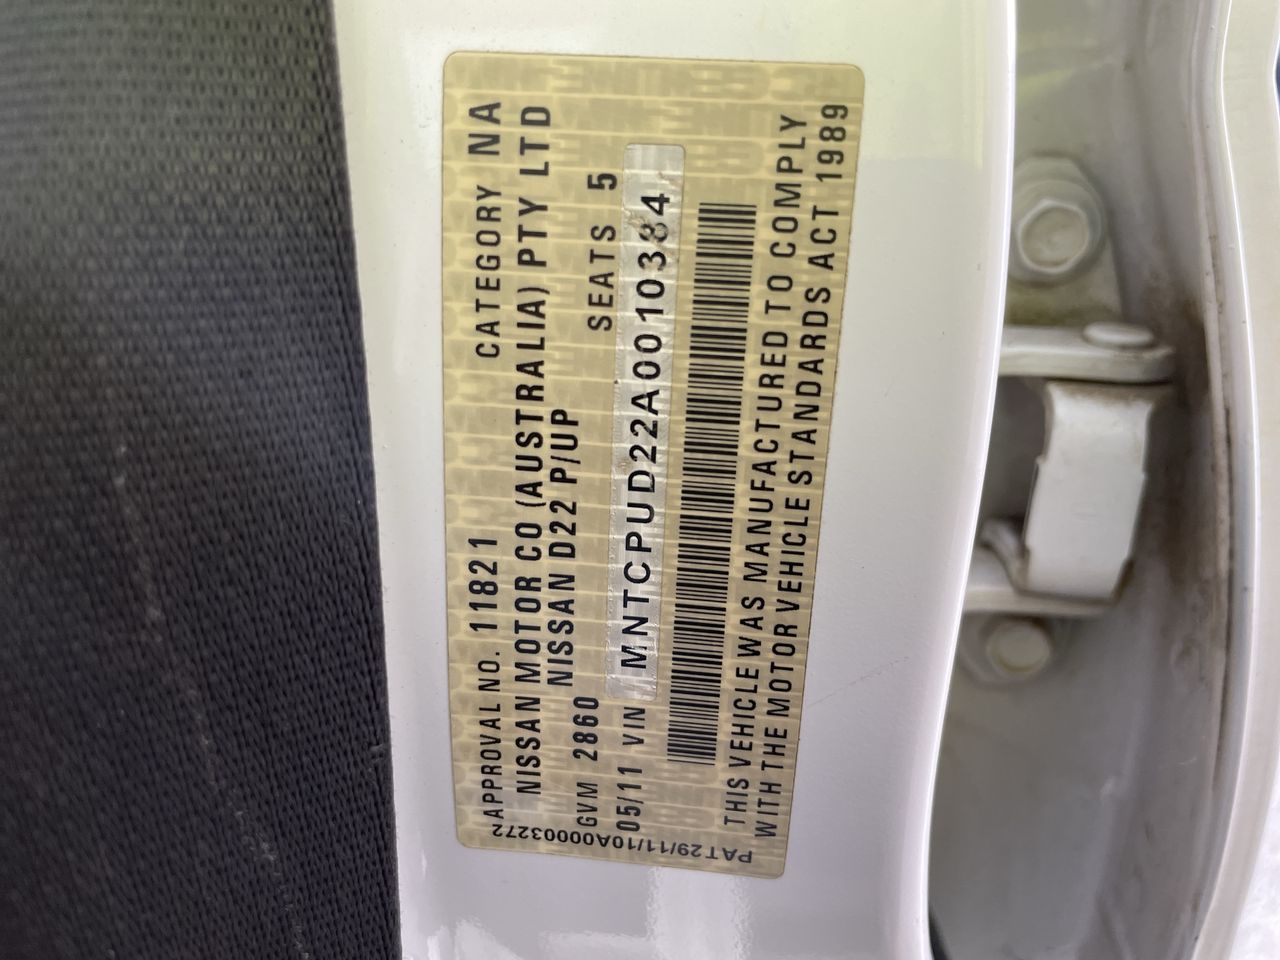 APPROVAL NO. 11821 CATEGORY NA
NISSAN MOTOR CO (AUSTRALIA) PTY LTD
NISSAN D22 P/UP
GVM 2860 SEATS 5
05/11 VIN MNTCPUD22A0010384
THIS VEHICLE WAS MANUFACTURED TO COMPLY
WITH THE MOTOR VEHICLE STANDARDS ACT 1989
PAT29/11/10A00003272